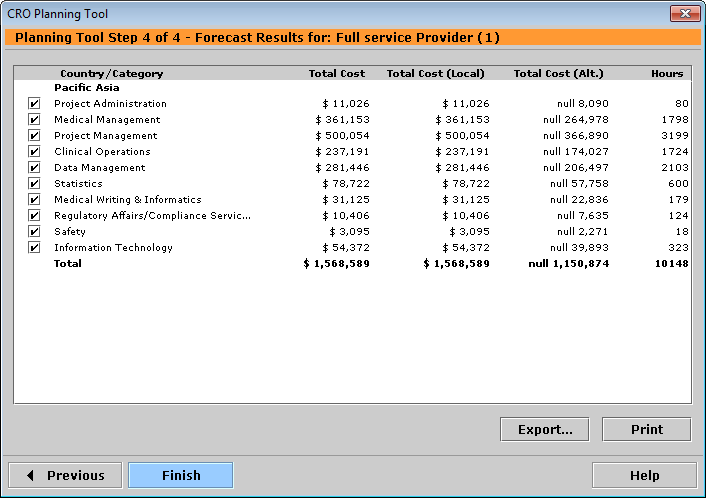 CRO Planning Tool
Planning Tool Step 4 of 4 - Forecast Results for: Full service Provider (1)
Country/Category Total Cost Total Cost (Local) Total Cost (Alt.) Hours
Pacific Asia
Project Administration $ 11,026 $ 11,026 null 8,090 80
Medical Management $ 361,153 $ 361,153 null 264,978 1798
Project Management $ 500,054 $ 500,054 null 366,890 3199
Clinical Operations $ 237,191 $ 237,191 null 174,027 1724
Data Management $ 281,446 $ 281,446 null 206,497 2103
Statistics $ 78,722 $ 78,722 null 57,758 600
Medical Writing & Informatics $ 31,125 $ 31,125 null 22,836 179
Regulatory Affairs/Compliance Servic... $ 10,406 $ 10,406 null 7,635 124
Safety $ 3,095 $ 3,095 null 2,271 18
Information Technology $ 54,372 $ 54,372 null 39,893 323
Total $ 1,568,589 $ 1,568,589 null 1,150,874 10148
Export... Print
Previous Finish Help